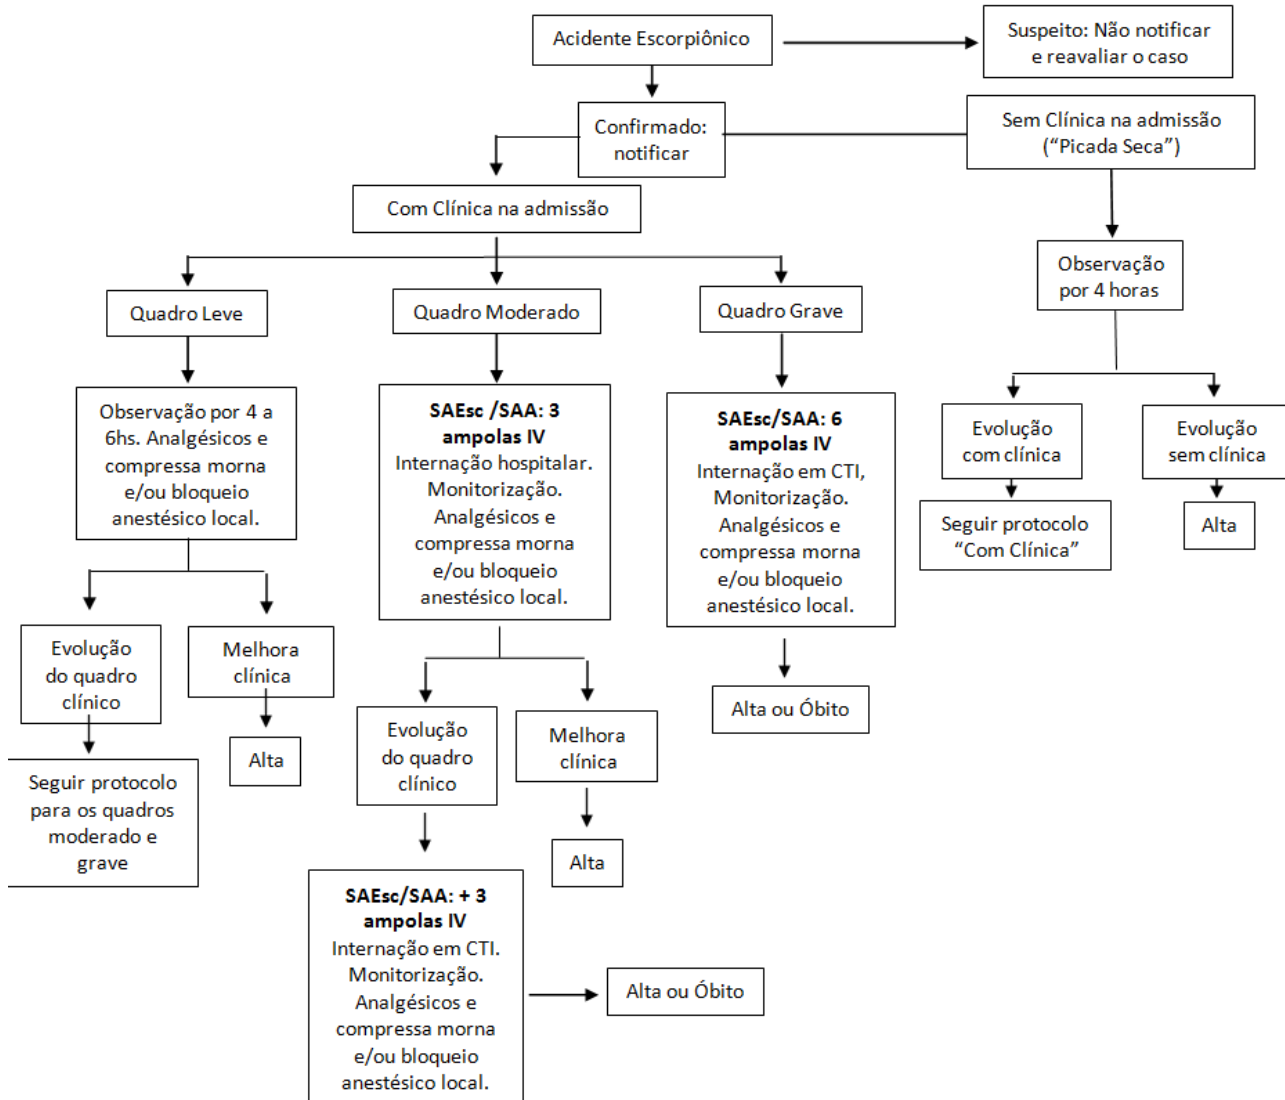 Acidente Escorpiônico
Suspeito: Não notificar
e reavaliar o caso
Confirmado:
notificar
Sem Clínica na admissão
(“Picada Seca”)
Com Clínica na admissão
Observação
por 4 horas
Quadro Leve
Quadro Moderado
Quadro Grave
Observação por 4 a
6hs. Analgésicos e
compressa morna
e/ou bloqueio
anestésico local.
SAEsc /SAA: 3
ampolas IV
Internação hospitalar.
Monitorização.
Analgésicos e
compressa morna
e/ou bloqueio
anestésico local.
SAEsc/SAA: 6
ampolas IV
Internação em CTI,
Monitorização.
Analgésicos e
compressa morna
e/ou bloqueio
anestésico local.
Evolução
com clínica
Evolução
sem clínica
Seguir protocolo
“Com Clínica”
Alta
Evolução
do quadro
clínico
Melhora
clínica
Alta
Seguir protocolo
para os quadros
moderado e
grave
Evolução
do quadro
clínico
Melhora
clínica
Alta
Alta ou Óbito
SAEsc/SAA: + 3
ampolas IV
Internação em CTI.
Monitorização.
Analgésicos e
compressa morna
e/ou bloqueio
anestésico local.
Alta ou Óbito